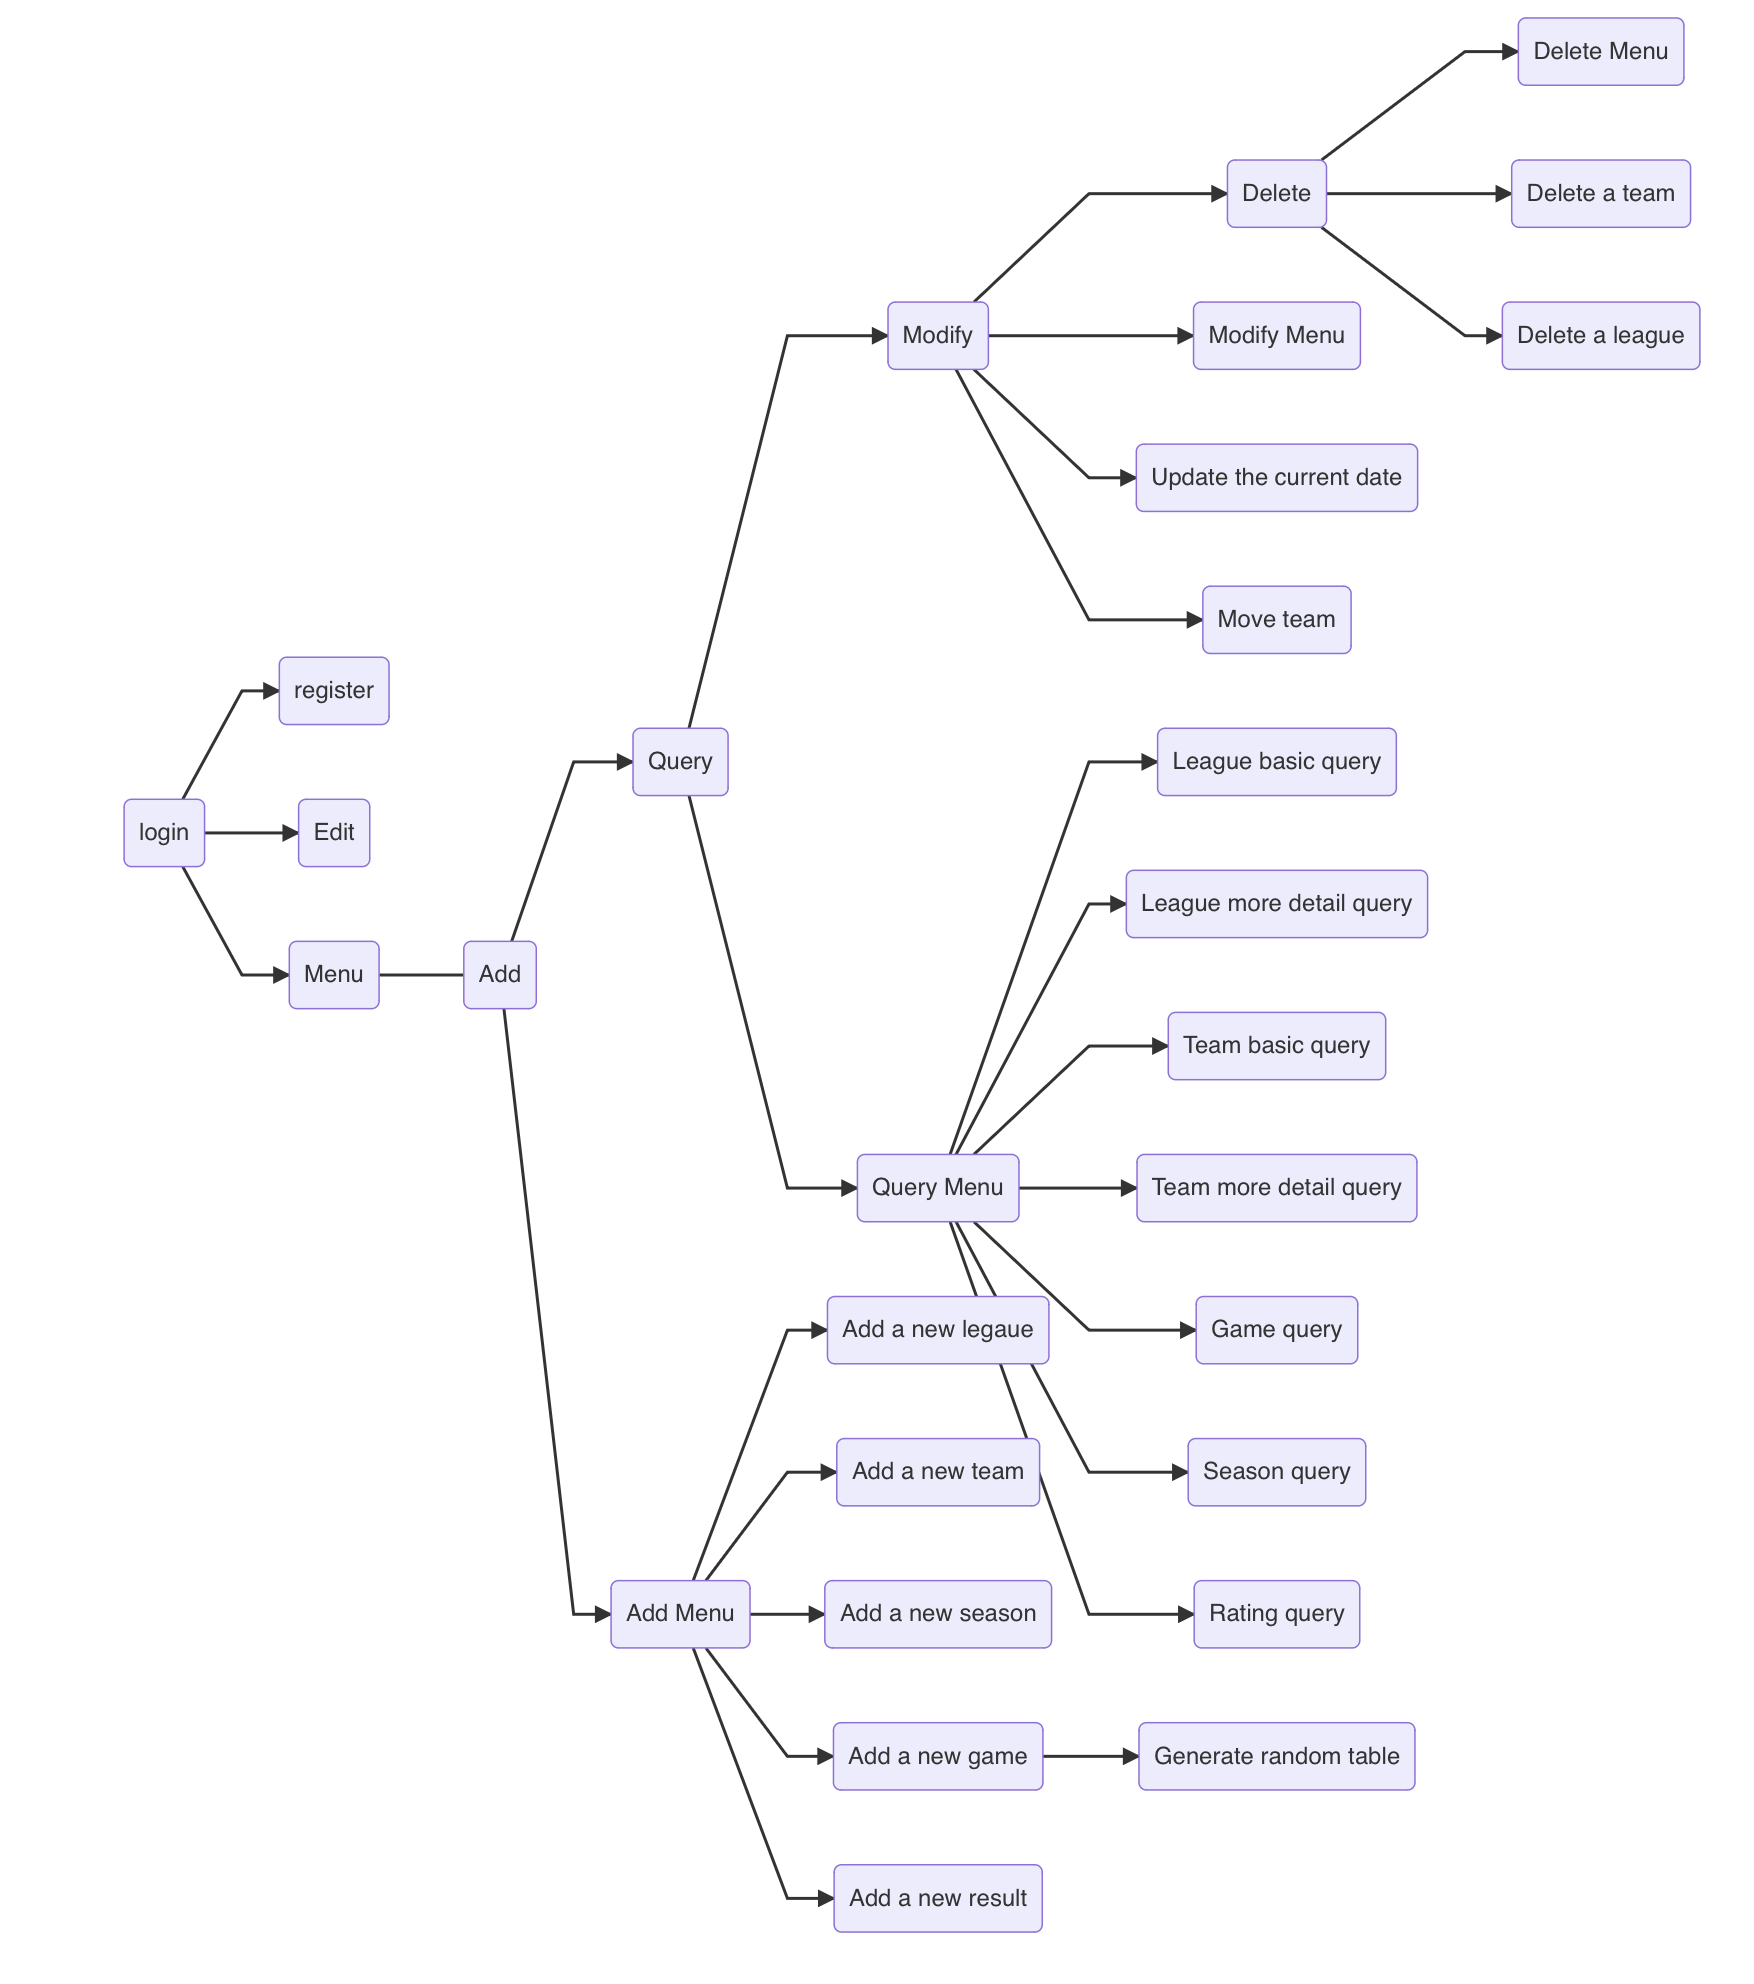 Delete Menu
Delete
Delete a team
Modify
Modify Menu
Delete a league
Update the current date
Move team
register
Query
League basic query
login
Edit
League more detail query
Menu
Add
Team basic query
Query Menu
Team more detail query
Add a new legaue
Game query
Add a new team
Season query
Add Menu
Add a new season
Rating query
Add a new game
Generate random table
Add a new result